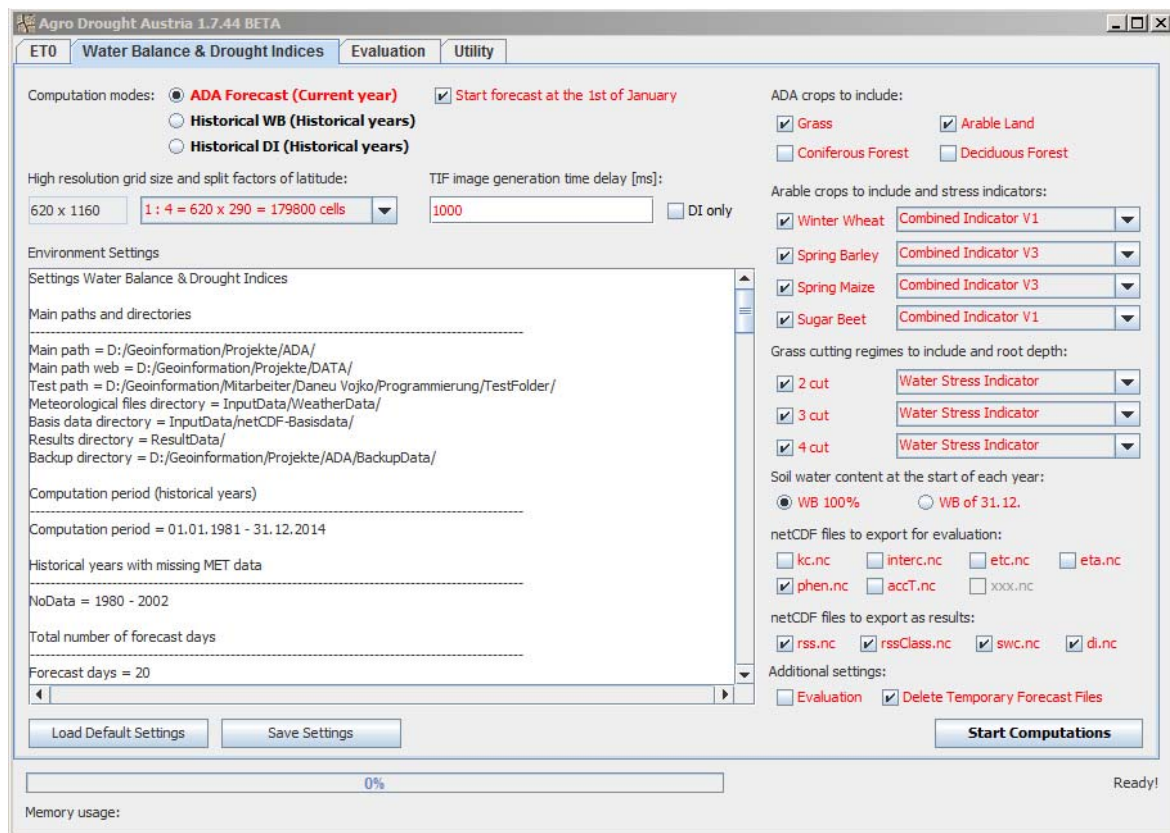 Agro Drought Austria 1.7.44 BETA
ET0 Water Balance & Drought Indices Evaluation Utility
Computation modes: ADA Forecast (Current year) Start forecast at the 1st of January
Historical WB (Historical years)
Historical DI (Historical years)
High resolution grid size and split factors of latitude: TIF image generation time delay [ms]:
620 x 1160 1 : 4 = 620 x 290 = 179800 cells 1000 DI only
Environment Settings
Settings Water Balance & Drought Indices
Main paths and directories
Main path = D:/Geoinformation/Projekte/ADA/
Main path web = D:/Geoinformation/Projekte/DATA/
Test path = D:/Geoinformation/Mitarbeiter/Daneu Vojko/Programmierung/TestFolder/
Meteorological files directory = InputData/WeatherData/
Basis data directory = InputData/netCDF-Basisdata/
Results directory = ResultData/
Backup directory = D:/Geoinformation/Projekte/ADA/BackupData/
Computation period (historical years)
Computation period = 01.01.1981 - 31.12.2014
Historical years with missing MET data
NoData = 1980 - 2002
Total number of forecast days
Forecast days = 20
Load Default Settings Save Settings
ADA crops to include:
Grass Arable Land
Coniferous Forest Deciduous Forest
Arable crops to include and stress indicators:
Winter Wheat Combined Indicator V1
Spring Barley Combined Indicator V3
Spring Maize Combined Indicator V3
Sugar Beet Combined Indicator V1
Grass cutting regimes to include and root depth:
2 cut Water Stress Indicator
3 cut Water Stress Indicator
4 cut Water Stress Indicator
Soil water content at the start of each year:
WB 100% WB of 31.12.
netCDF files to export for evaluation:
kc.nc interc.nc etc.nc eta.nc
phen.nc accT.nc xxx.nc
netCDF files to export as results:
rss.nc rssClass.nc swc.nc di.nc
Additional settings:
Evaluation Delete Temporary Forecast Files
Start Computations
0% Ready!
Memory usage: